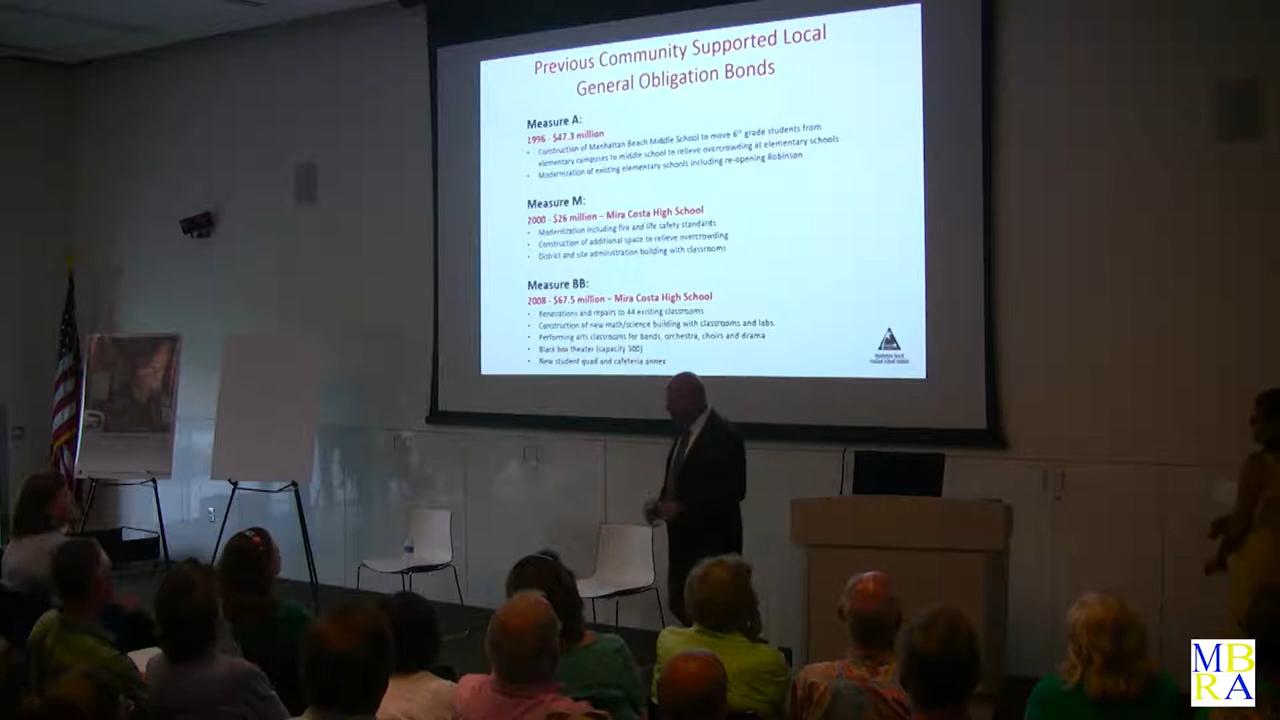 Previous Community Supported Local
General Obligation Bonds
Measure A:
1996 - $47.3 million
• Construction of Manhattan Beach Middle School to move 6th grade students from
elementary campuses to middle school to relieve overcrowding at elementary schools
• Modernization of existing elementary schools including re-opening Robinson
Measure M:
2000 - $26 million – Mira Costa High School
• Modernization including fire and life safety standards
• Construction of additional space to relieve overcrowding
• District and site administration building with classrooms
Measure BB:
2008 - $67.5 million – Mira Costa High School
• Renovations and repairs to 44 existing classrooms
• Construction of new math/science building with classrooms and labs.
• Performing arts classrooms for bands, orchestra, choirs and drama
• Black box theater (capacity 300)
• New student quad and cafeteria annex
Manhattan Beach
Unified School District
MB
RA